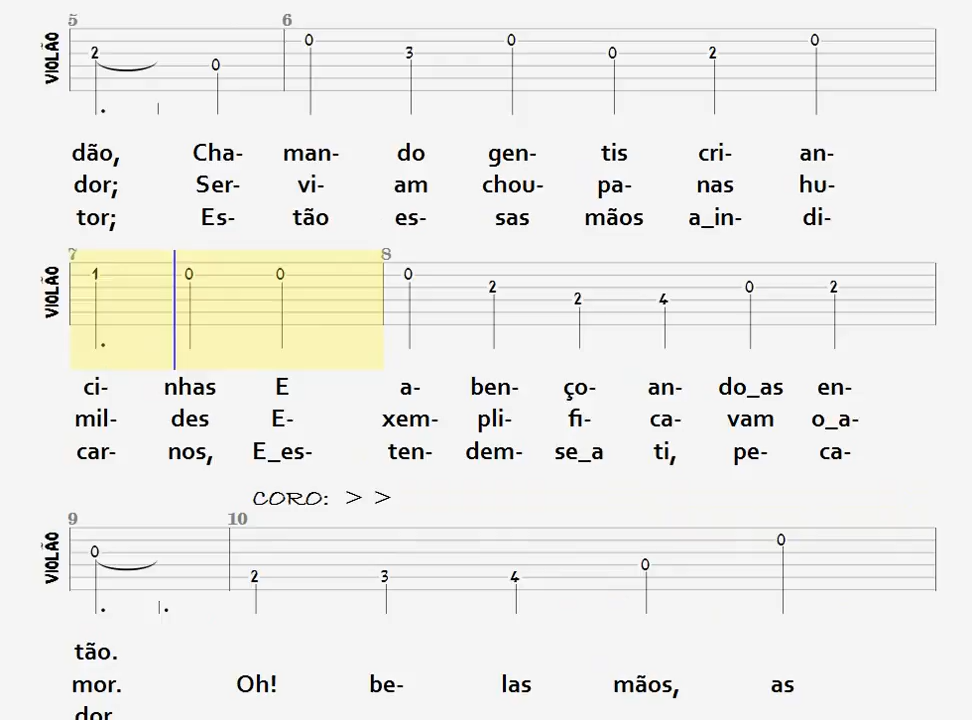 5 6
VIOLÃO 2 0 0 3 0 0 2 0
dão, Cha- man- do gen- tis cri- an-
dor; Ser- vi- am chou- pa- nas hu-
tor; Es- tão es- sas mãos a_in- di-
7 8
VIOLÃO 1 0 0 0 2 2 4 0 2
ci- nhas E a- ben- ço- an- do_as en-
mil- des E- xem- pli- fi- ca- vam o_a-
car- nos, E_es- ten- dem- se_a ti, pe- ca-
CORO: > >
9 10
VIOLÃO 0 2 3 4 0 0
tão.
mor. Oh! be- las mãos, as
dor.